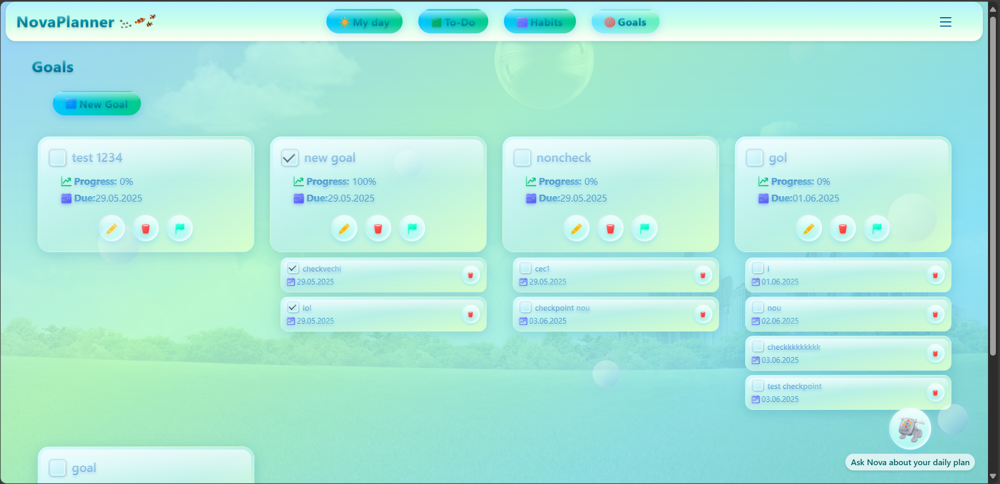 NovaPlanner
My day
To-Do
Habits
Goals
Goals
New Goal
test 1234
Progress: 0%
Due:29.05.2025
new goal
Progress: 100%
Due:29.05.2025
checkvechi
29.05.2025
lol
29.05.2025
noncheck
Progress: 0%
Due:29.05.2025
cec1
29.05.2025
checkpoint nou
03.06.2025
gol
Progress: 0%
Due:01.06.2025
i
01.06.2025
nou
02.06.2025
checkkkkkkkkk
03.06.2025
test checkpoint
03.06.2025
goal
Ask Nova about your daily plan